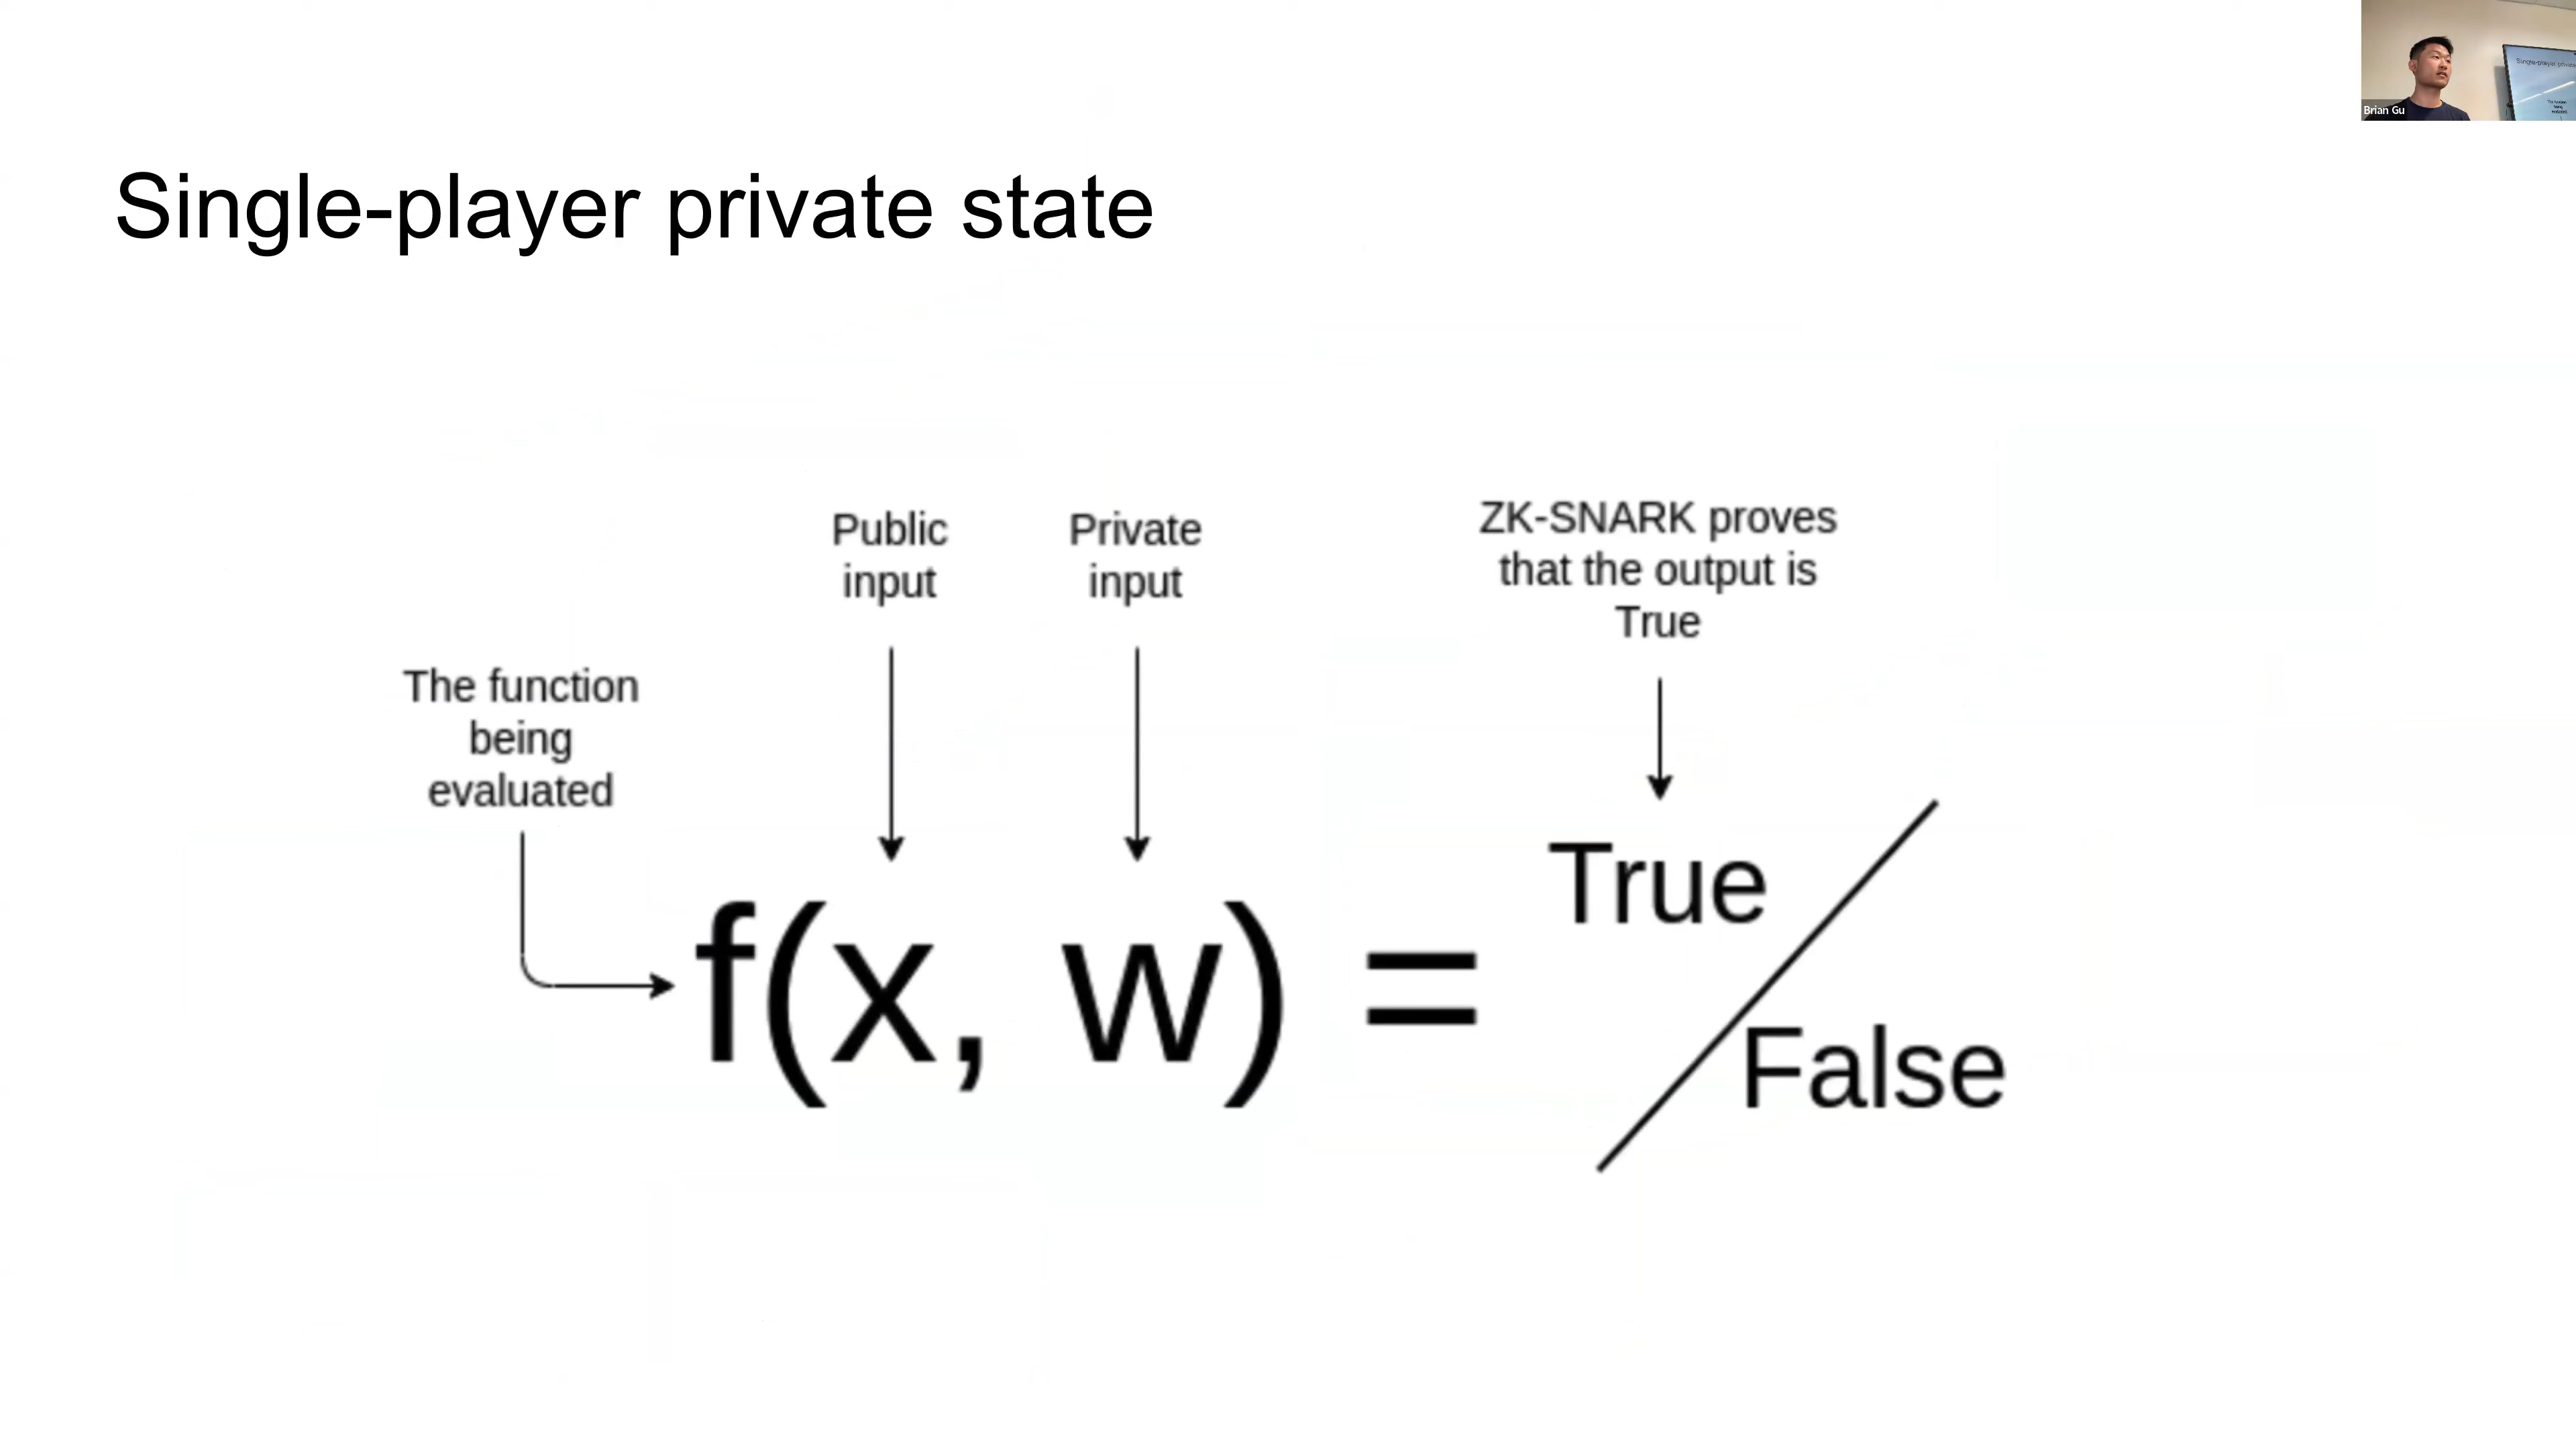 Brian Gu
Single-player private state
Public
input
Private
input
ZK-SNARK proves
that the output is
True
The function
being
evaluated
f(x, w) =
True
False